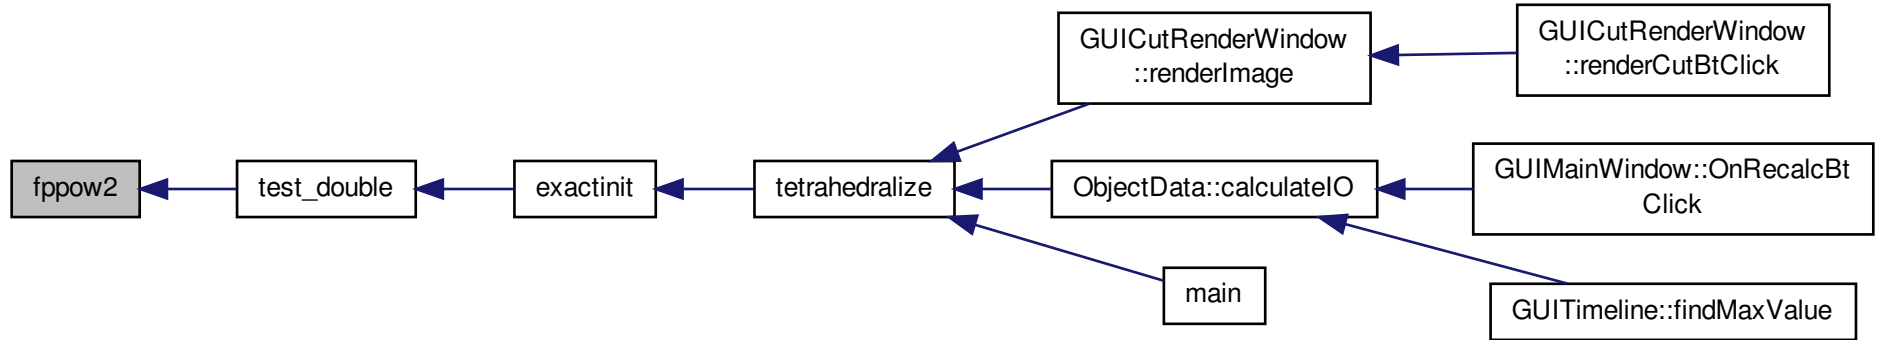 fppow2
test_double
exactinit
tetrahedralize
GUICutRenderWindow
::renderImage
GUICutRenderWindow
::renderCutBtClick
ObjectData::calculateIO
GUIMainWindow::OnRecalcBt
Click
GUITimeline::findMaxValue
main